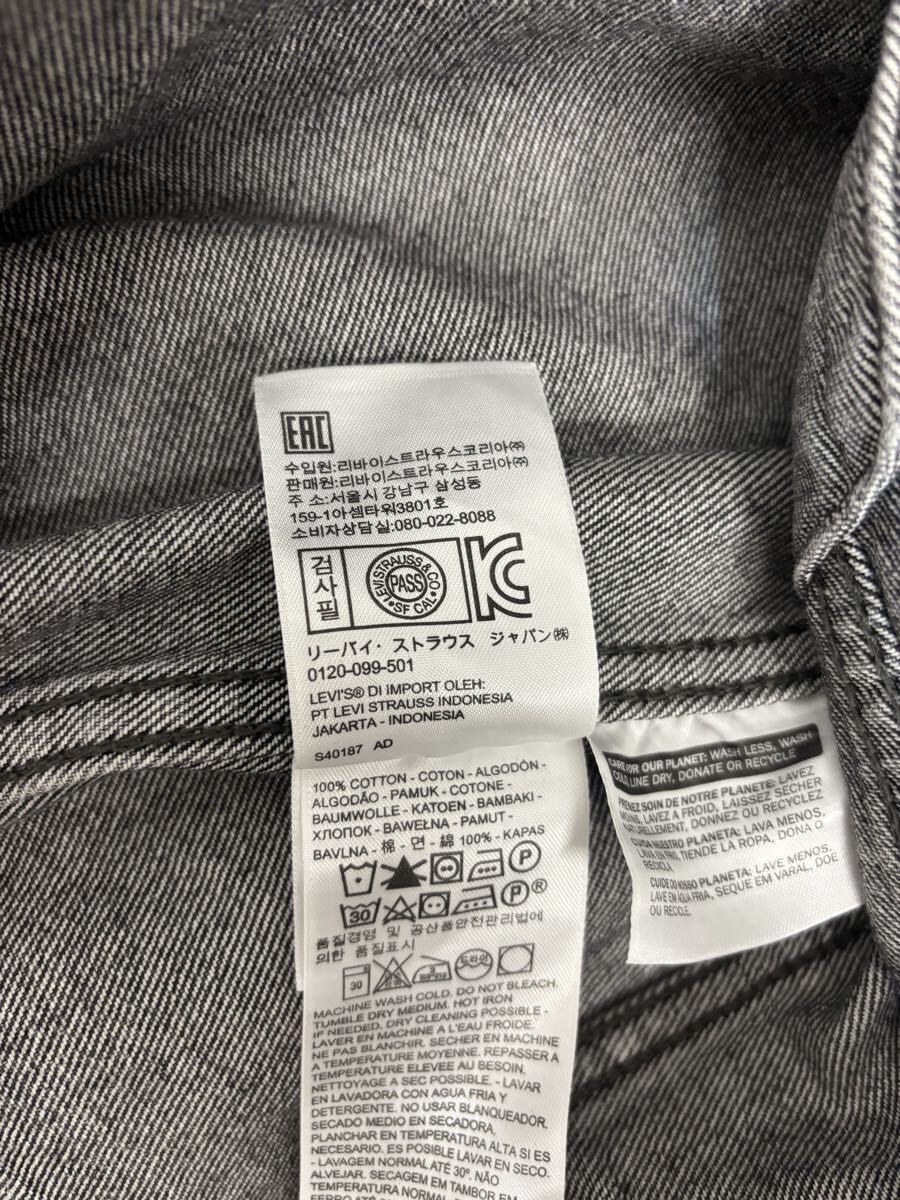 EAC
수입원:리바이스트라우스코리아㈜
판매원:리바이스트라우스코리아㈜
주 소:서울시 강남구 삼성동
159-1아셈타워3801호
소비자상담실:080-022-8088
검사필
LEVI STRAUSS & CO
PASS
SF CAL
リーバイ・ストラウス ジャパン㈱
0120-099-501
LEVI'S® DI IMPORT OLEH:
PT LEVI STRAUSS INDONESIA
JAKARTA - INDONESIA
S40187 AD
100% COTTON - COTON - ALGODÓN -
ALGODÃO - PAMUK - COTONE -
BAUMWOLLE - KATOEN - BAMBAKI -
ХЛОПОК - BAWEŁNA - PAMUT -
BAVLNA - 棉 - 면 - 綿 100% - KAPAS
P
30 P®
품질경영 및 공산품안전관리법에
의한 품질표시
30 드라이
MACHINE WASH COLD. DO NOT BLEACH.
TUMBLE DRY MEDIUM. HOT IRON
IF NEEDED. DRY CLEANING POSSIBLE -
LAVER EN MACHINE A L'EAU FROIDE.
NE PAS BLANCHIR. SECHER EN MACHINE
A TEMPERATURE MOYENNE. REPASSER A
TEMPERATURE ELEVEE AU BESOIN.
NETTOYAGE A SEC POSSIBLE. - LAVAR
EN LAVADORA CON AGUA FRIA Y
DETERGENTE. NO USAR BLANQUEADOR.
SECADO MEDIO EN SECADORA.
PLANCHAR EN TEMPERATURA ALTA SI ES
NECESARIO. ES POSIBLE LAVAR EN SECO.
- LAVAGEM NORMAL ATÉ 30º. NÃO
ALVEJAR. SECAGEM EM TAMBOR EM
TEMPERATURA NORMAL.
CARE FOR OUR PLANET: WASH LESS, WASH
COLD LINE DRY, DONATE OR RECYCLE
PRENEZ SOIN DE NOTRE PLANETE: LAVEZ
MOINS, LAVEZ A FROID, LAISSEZ SECHER
NATURELLEMENT, DONNEZ OU RECYCLEZ
CUIDA NUESTRO PLANETA: LAVA MENOS,
LAVA EN FRIO, TIENDE LA ROPA, DONA O
RECICLA
CUIDE DO NOSSO PLANETA: LAVE MENOS,
LAVE EM ÁGUA FRIA, SEQUE EM VARAL, DOE
OU RECICLE.